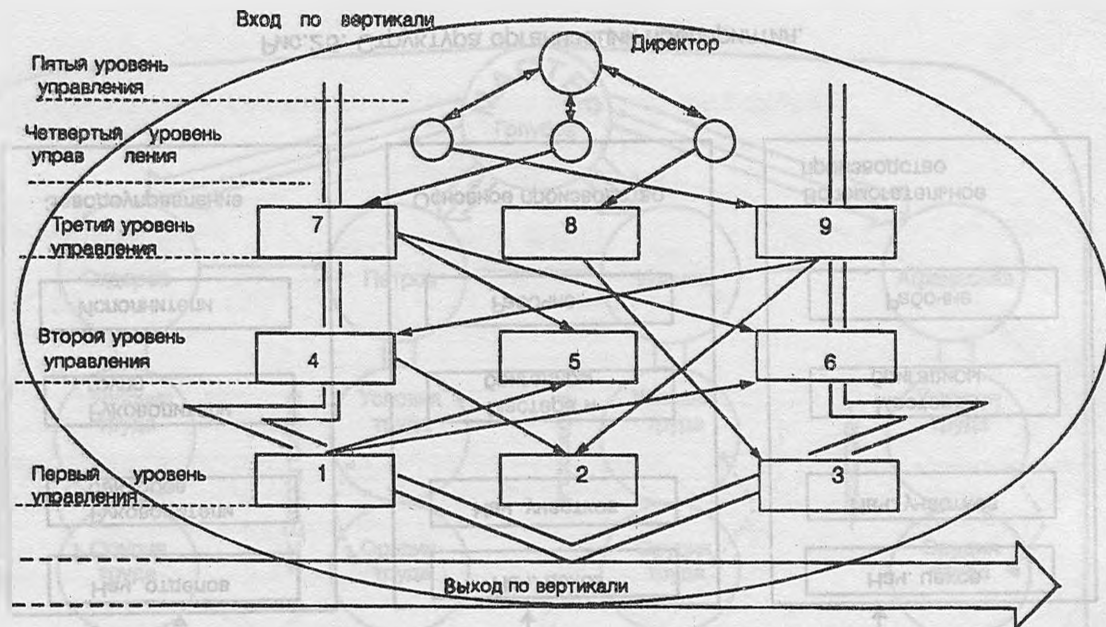 Вход по вертикали
Директор
Пятый уровень
управления
Четвертый уровень
управ ления
Третий уровень
управления
7
8
9
Второй уровень
управления
4
5
6
Первый уровень
управления
1
2
3
Выход по вертикали